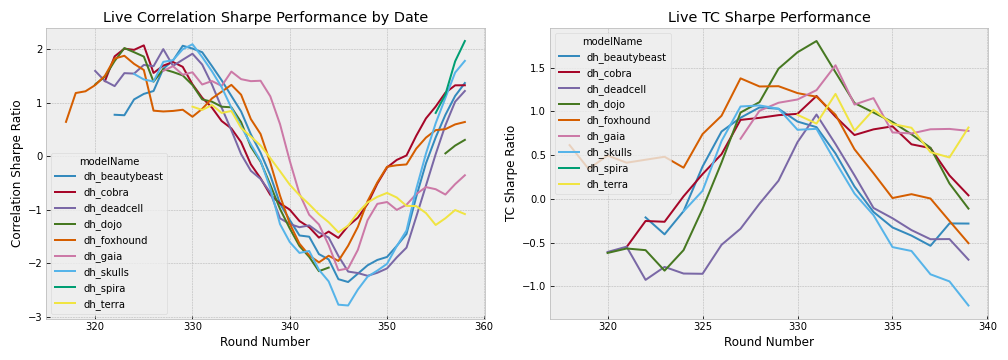 Live Correlation Sharpe Performance by Date
Correlation Sharpe Ratio
2
1
0
−1
−2
−3
modelName
dh_beautybeast
dh_cobra
dh_deadcell
dh_dojo
dh_foxhound
dh_gaia
dh_skulls
dh_spira
dh_terra
320
330
340
350
360
Round Number
Live TC Sharpe Performance
TC Sharpe Ratio
1.5
1.0
0.5
0.0
−0.5
−1.0
modelName
dh_beautybeast
dh_cobra
dh_deadcell
dh_dojo
dh_foxhound
dh_gaia
dh_skulls
dh_spira
dh_terra
320
325
330
335
340
Round Number